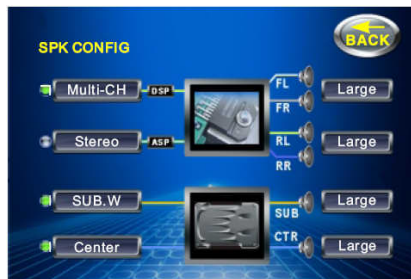 BACK
SPK CONFIG
Multi-CH DSP FL Large
FR
Stereo ASP RL Large
RR
SUB.W SUB Large
Center CTR Large